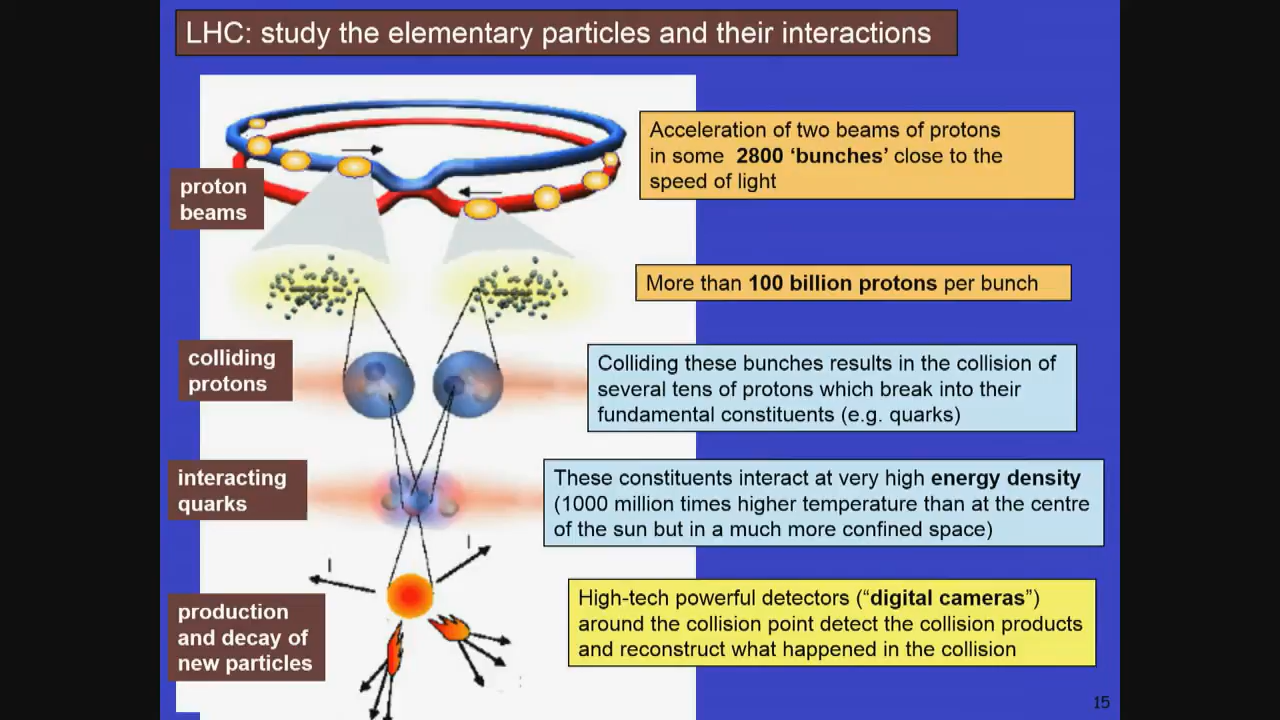 LHC: study the elementary particles and their interactions
Acceleration of two beams of protons
in some 2800 ‘bunches’ close to the
speed of light
proton
beams
More than 100 billion protons per bunch
colliding
protons
Colliding these bunches results in the collision of
several tens of protons which break into their
fundamental constituents (e.g. quarks)
interacting
quarks
These constituents interact at very high energy density
(1000 million times higher temperature than at the centre
of the sun but in a much more confined space)
l
l
production
and decay of
new particles
High-tech powerful detectors (“digital cameras”)
around the collision point detect the collision products
and reconstruct what happened in the collision
15